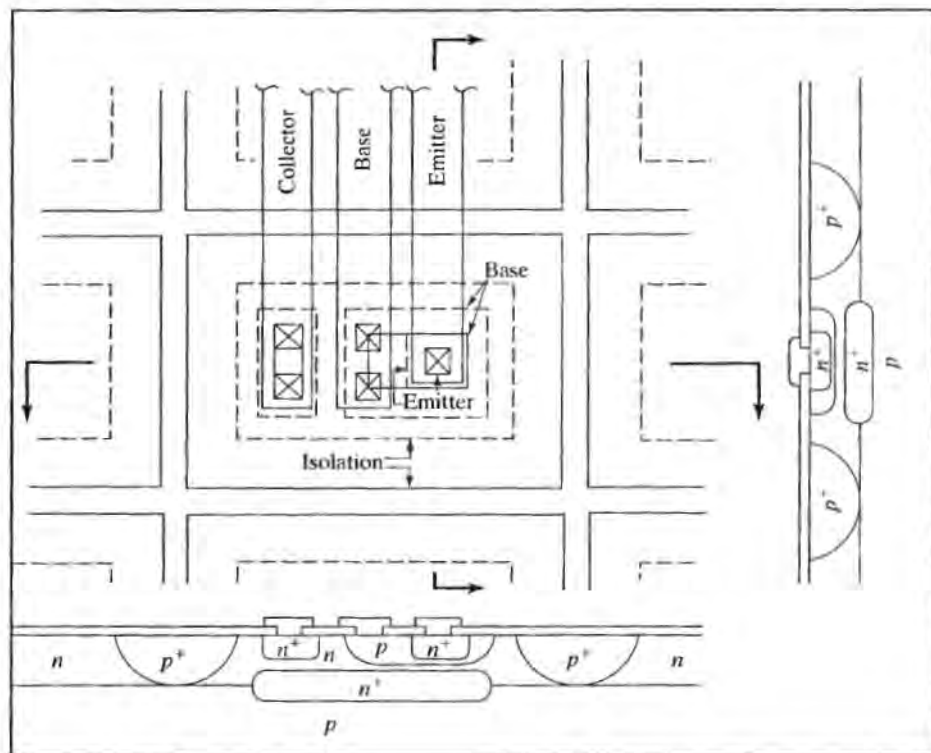 Collector
Base
Emitter
Base
Emitter
Isolation
p+
n+
n+
p
p+
n
p+
n+
n
p
n+
p+
n
n+
p